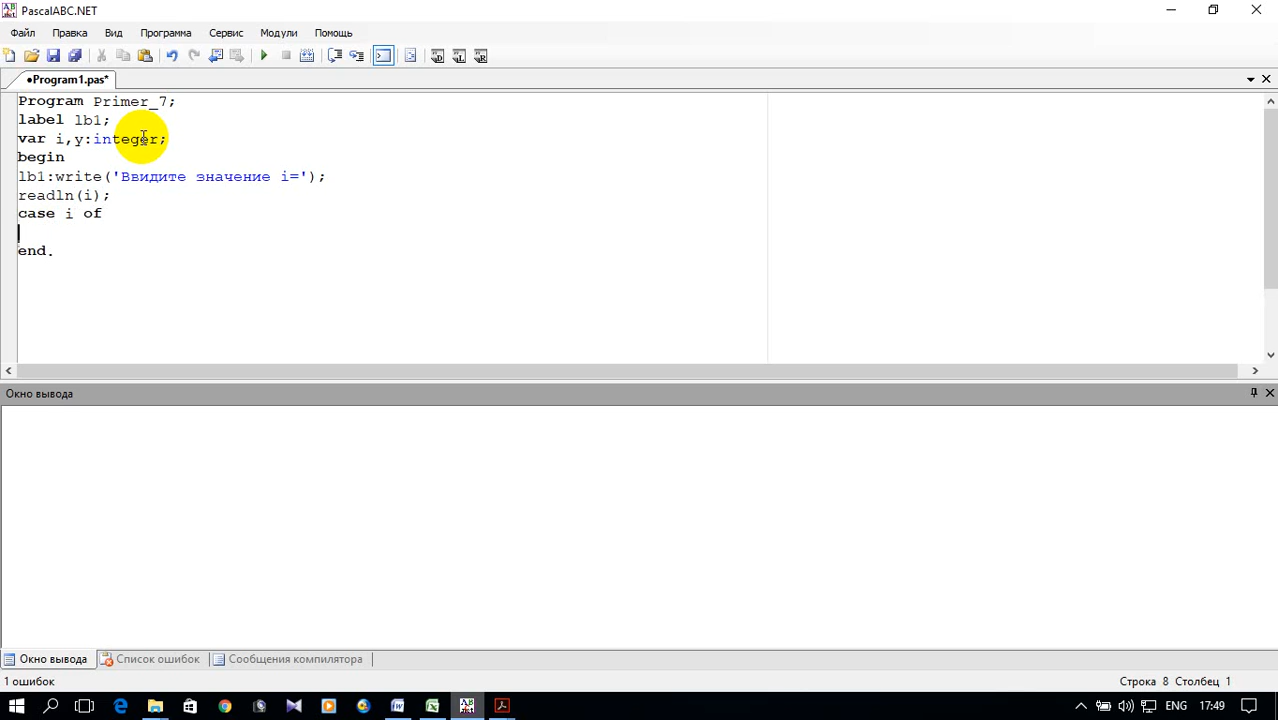 PascalABC.NET
Файл Правка Вид Программа Сервис Модули Помощь
•Program1.pas*
Program Primer_7;
label lb1;
var i,y:integer;
begin
lb1:write('Ввидите значение i=');
readln(i);
case i of
end.
Окно вывода
Окно вывода Список ошибок Сообщения компилятора
1 ошибок Строка 8 Столбец 1
ENG 17:49